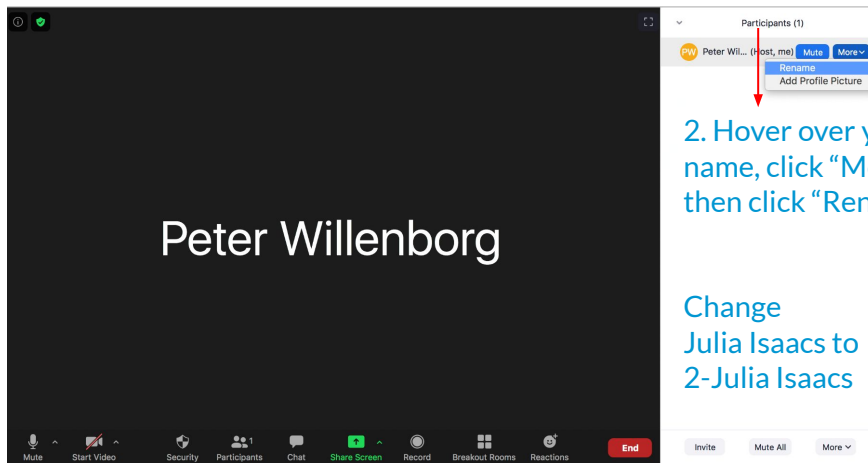 Participants (1)
PW Peter Wil... (Host, me) Mute More
Rename
Add Profile Picture
2. Hover over
name, click “M
then click “Ren
Peter Willenborg
Change
Julia Isaacs to
2-Julia Isaacs
Mute Start Video Security Participants 1 Chat Share Screen Record Breakout Rooms Reactions End
Invite Mute All More